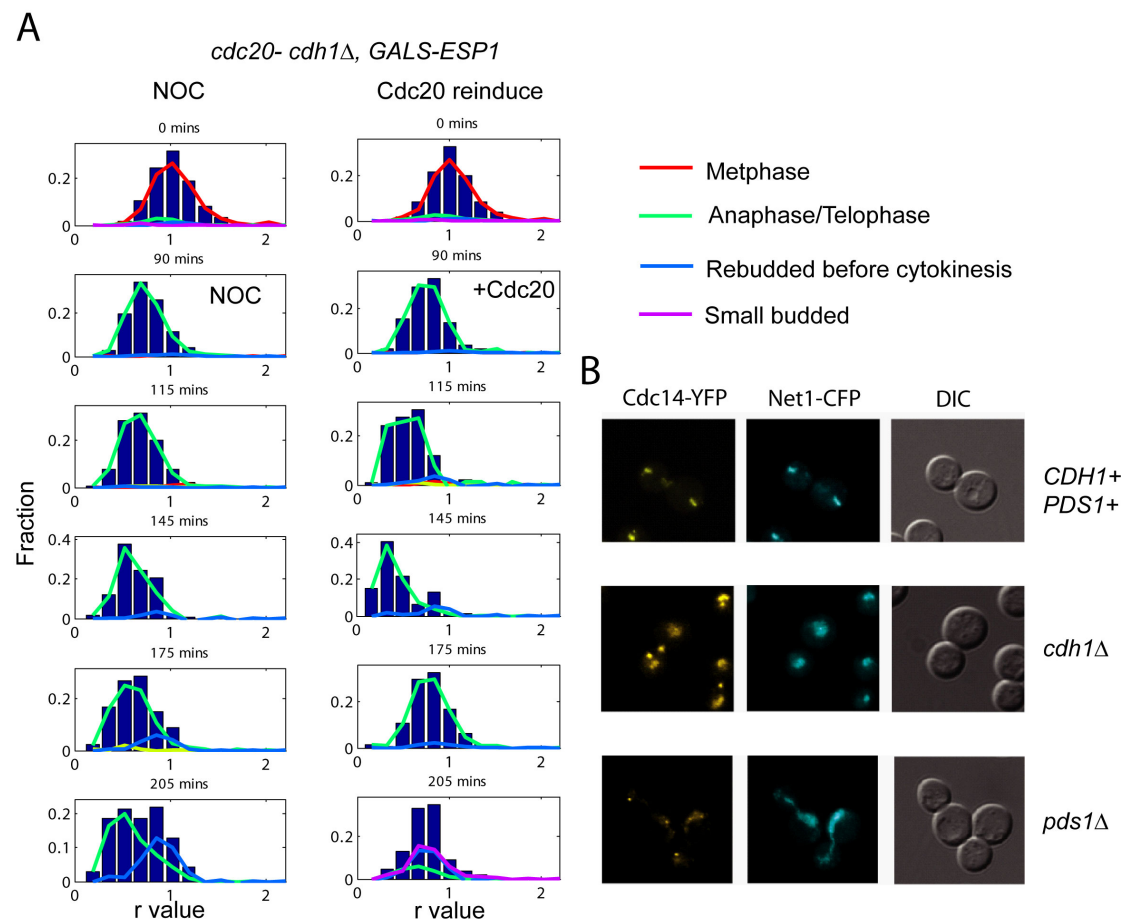 A
cdc20- cdh1Δ, GALS-ESP1
NOC
Cdc20 reinduce
0 mins
0.2
0
0
1
2
0 mins
0.2
0
0
1
2
90 mins
NOC
0.2
0
0
1
2
90 mins
+Cdc20
0.2
0
0
1
2
115 mins
0.2
0
0
1
2
115 mins
0.2
0
0
1
2
Fraction
145 mins
0.4
0.2
0
0
1
2
145 mins
0.4
0.2
0
0
1
2
175 mins
0.2
0
0
1
2
175 mins
0.2
0
0
1
2
205 mins
0.2
0.1
0
0
1
2
r value
205 mins
0.2
0
0
1
2
r value
Metphase
Anaphase/Telophase
Rebudded before cytokinesis
Small budded
B
Cdc14-YFP
Net1-CFP
DIC
CDH1+
PDS1+
cdh1Δ
pds1Δ